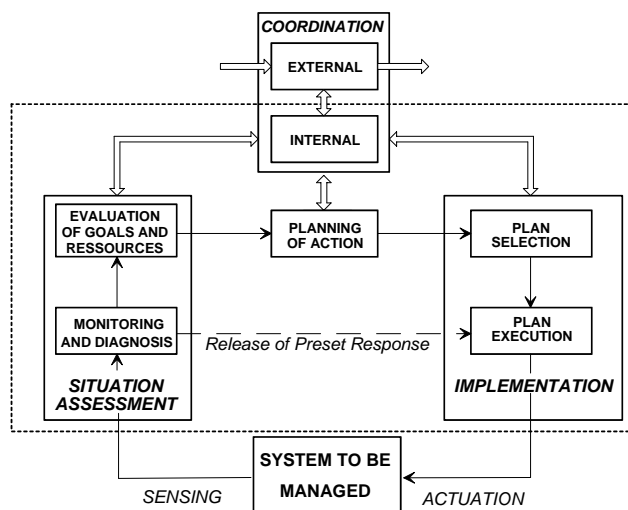 COORDINATION
EXTERNAL
INTERNAL
EVALUATION
OF GOALS AND
RESSOURCES
PLANNING
OF ACTION
PLAN
SELECTION
MONITORING
AND DIAGNOSIS
Release of Preset Response
PLAN
EXECUTION
SITUATION
ASSESSMENT
IMPLEMENTATION
SYSTEM TO BE
MANAGED
SENSING
ACTUATION